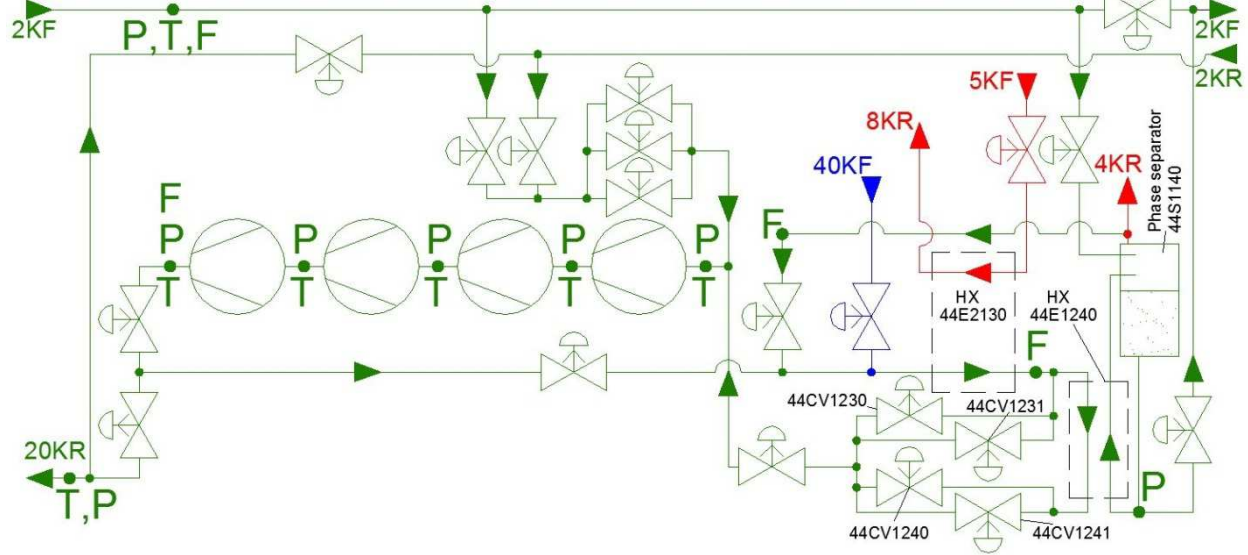 2KF
P,T,F
2KF
2KR
5KF
8KR
4KR
40KF
Phase separator
44S1140
F
P
T
P
T
P
T
P
T
P
T
F
HX
44E2130
HX
44E1240
F
44CV1230
44CV1231
20KR
T,P
44CV1240
44CV1241
P